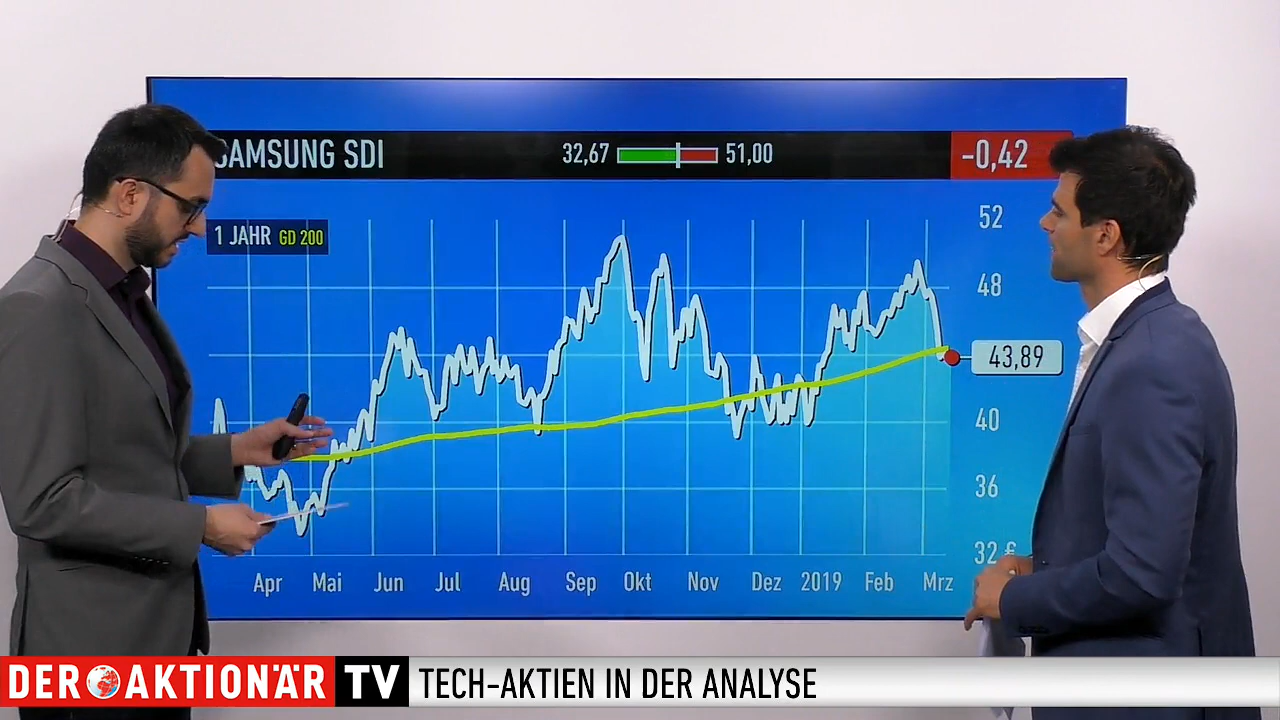 SAMSUNG SDI 32,67 51,00 -0,42
1 JAHR GD 200
52
48
43,89
40
36
32 €
Apr Mai Jun Jul Aug Sep Okt Nov Dez 2019 Feb Mrz
DER AKTIONÄR TV TECH-AKTIEN IN DER ANALYSE